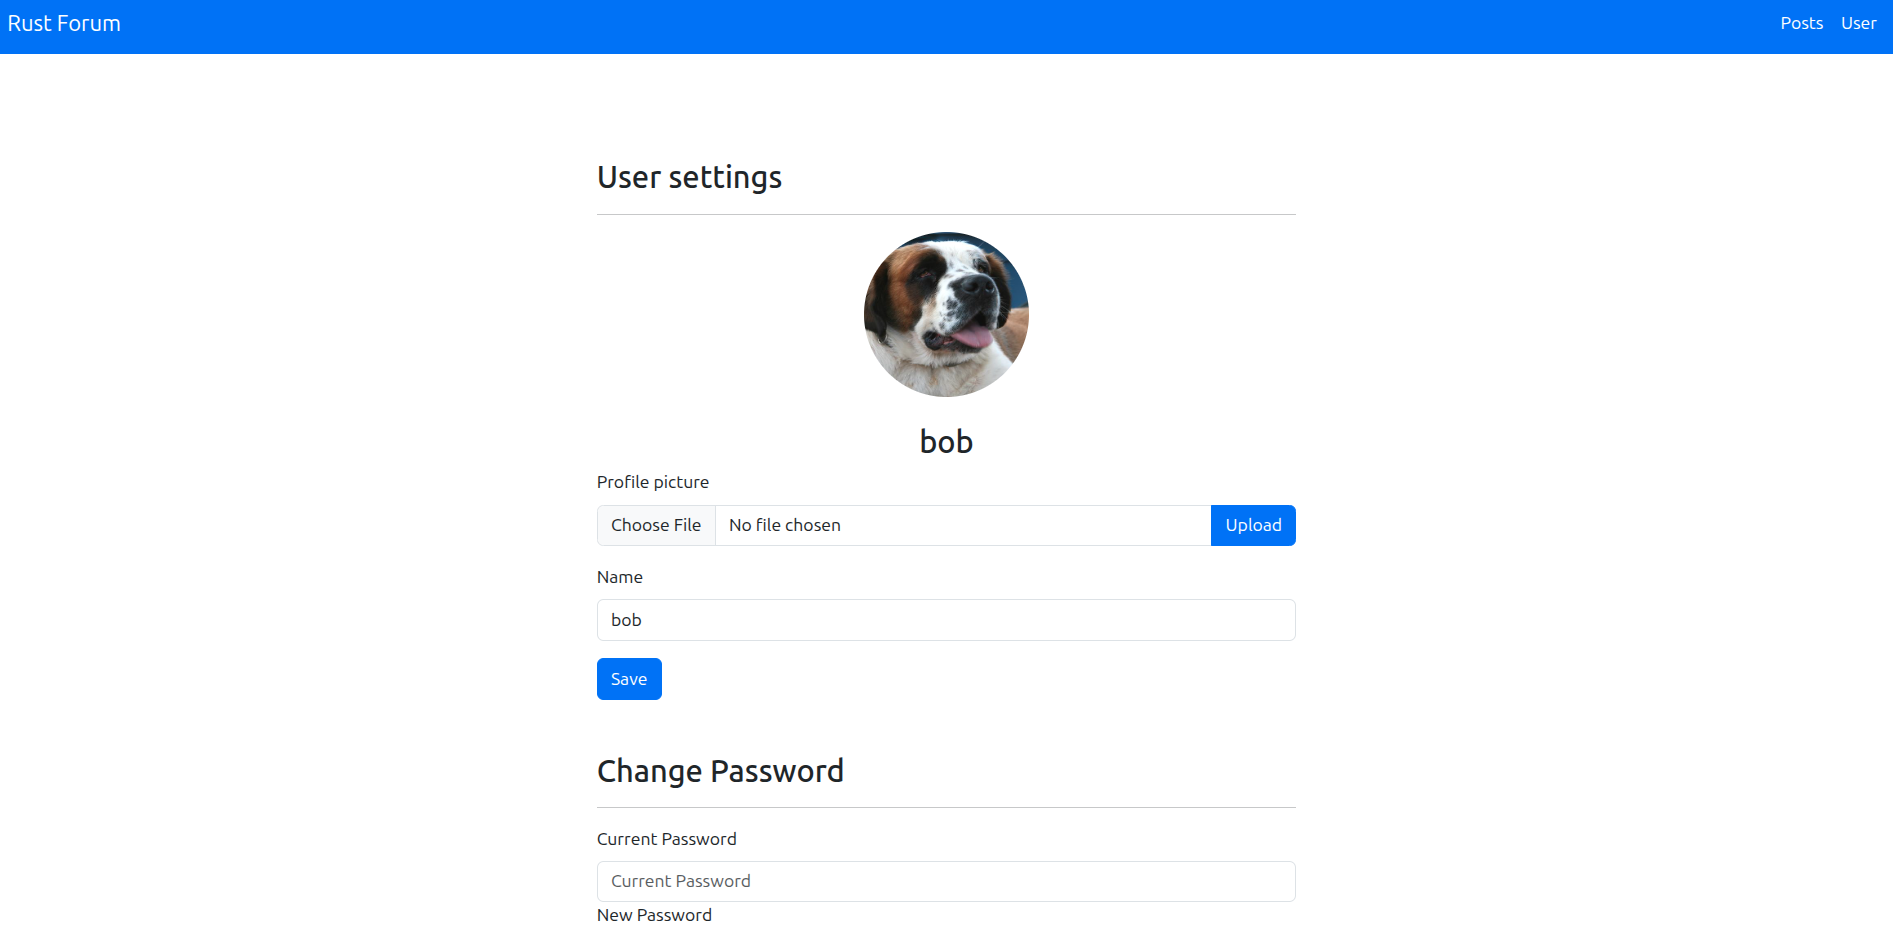 Rust Forum
Posts User
User settings
bob
Profile picture
Choose File No file chosen Upload
Name
bob
Save
Change Password
Current Password
Current Password
New Password